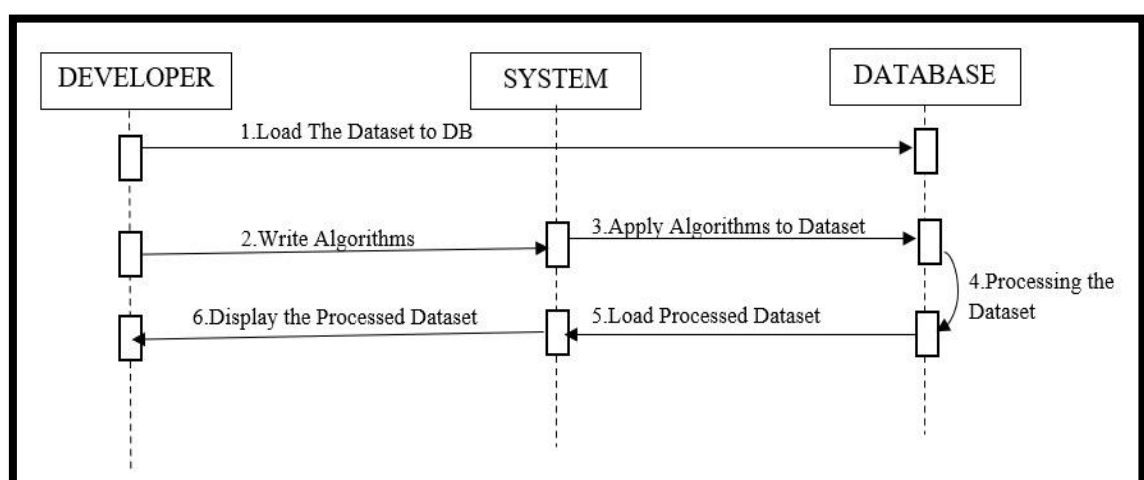 DEVELOPER
SYSTEM
DATABASE
1.Load The Dataset to DB
2.Write Algorithms
3.Apply Algorithms to Dataset
4.Processing the
Dataset
5.Load Processed Dataset
6.Display the Processed Dataset